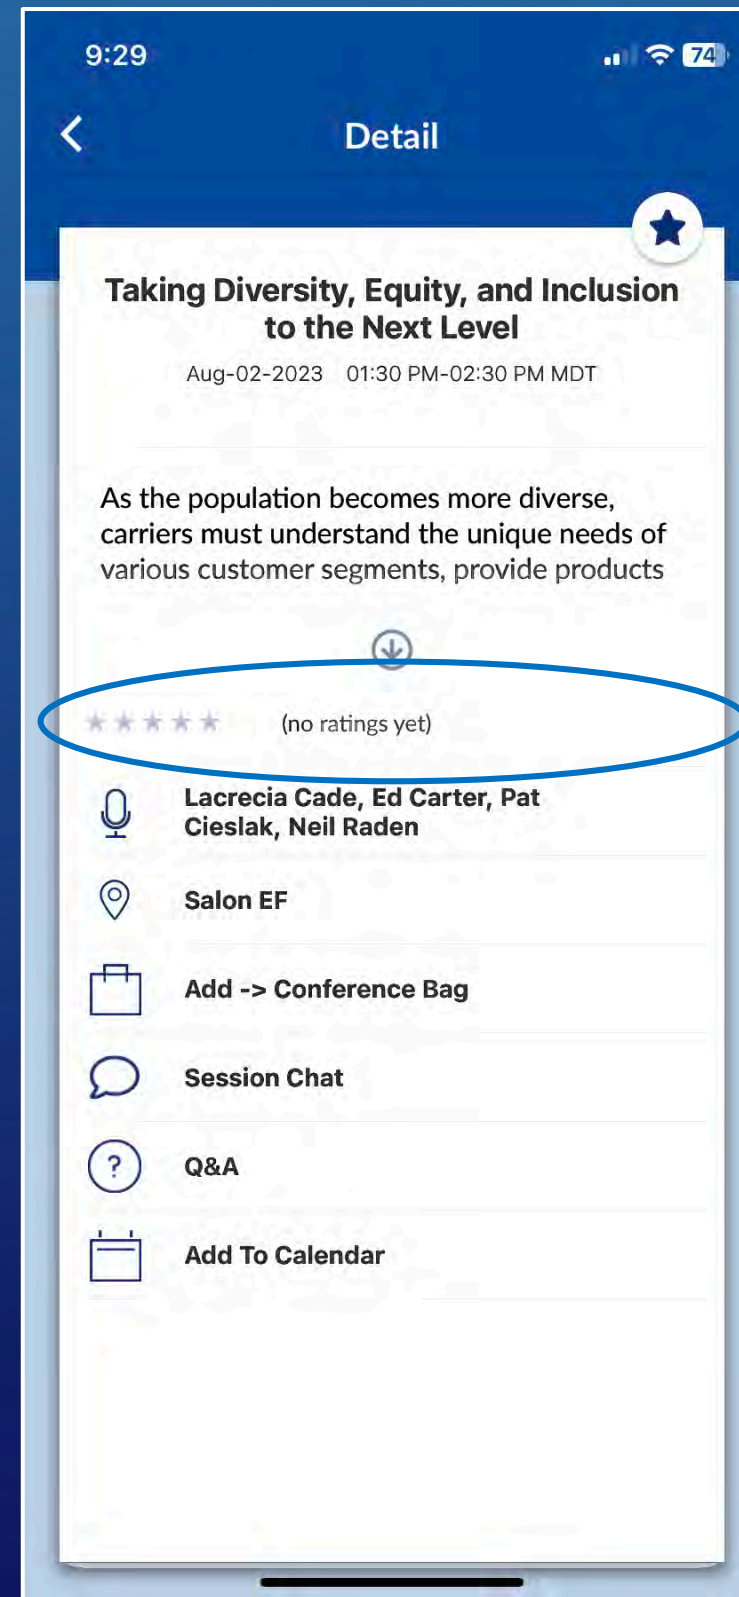 9:29
74
Detail
Taking Diversity, Equity, and Inclusion
to the Next Level
Aug-02-2023 01:30 PM-02:30 PM MDT
As the population becomes more diverse,
carriers must understand the unique needs of
various customer segments, provide products
(no ratings yet)
Lacrecia Cade, Ed Carter, Pat
Cieslak, Neil Raden
Salon EF
Add -> Conference Bag
Session Chat
?
Q&A
Add To Calendar